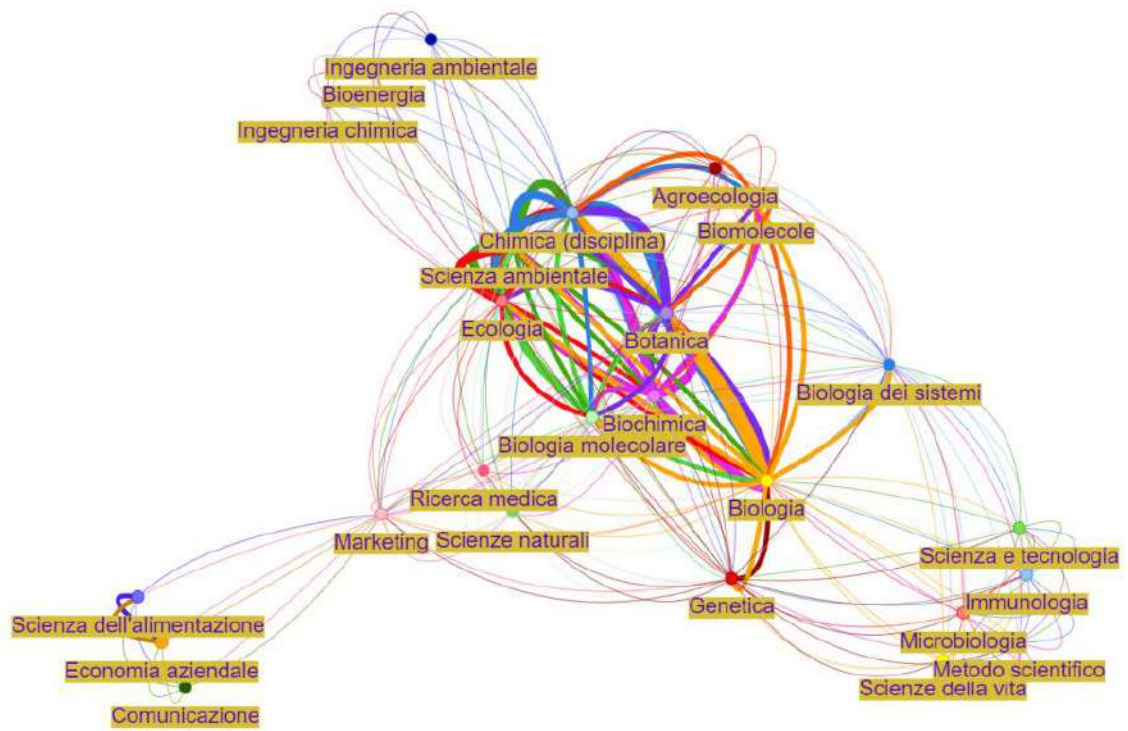 Ingegneria ambientale
Bioenergia
Ingegneria chimica
Agroecologia
Biomolecole
Chimica (disciplina)
Scienza ambientale
Ecologia
Botanica
Biologia dei sistemi
Biochimica
Biologia molecolare
Ricerca medica
Biologia
Marketing
Scienze naturali
Scienza e tecnologia
Genetica
Immunologia
Scienza dell'alimentazione
Microbiologia
Economia aziendale
Metodo scientifico
Scienze della vita
Comunicazione